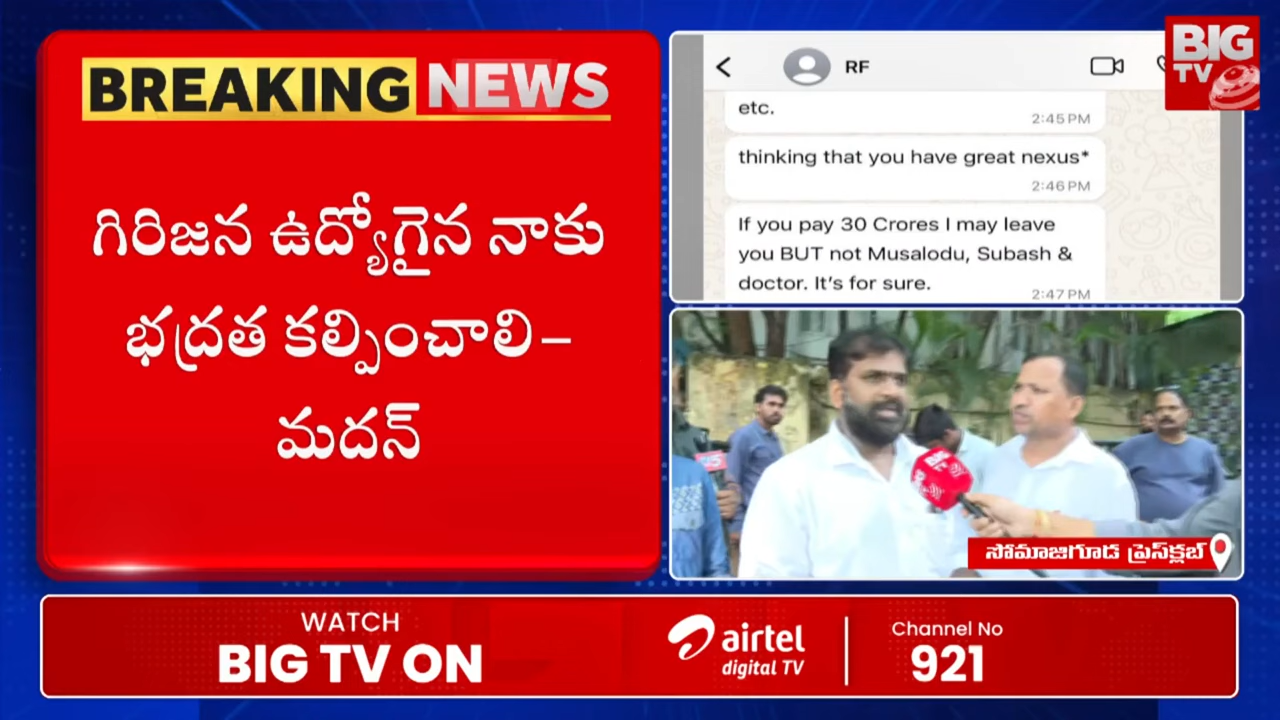 BREAKING NEWS
గిరిజన ఉద్యోగైన నాకు
భద్రత కల్పించాలి–
మదన్
RF
etc.
2:45 PM
thinking that you have great nexus*
2:46 PM
If you pay 30 Crores I may leave
you BUT not Musalodu, Subash &
doctor. It's for sure.
2:47 PM
BIG
TV
BIG
TV
సోమాజిగూడ ప్రెస్‌క్లబ్
WATCH
BIG TV ON
airtel
digital TV
Channel No
921